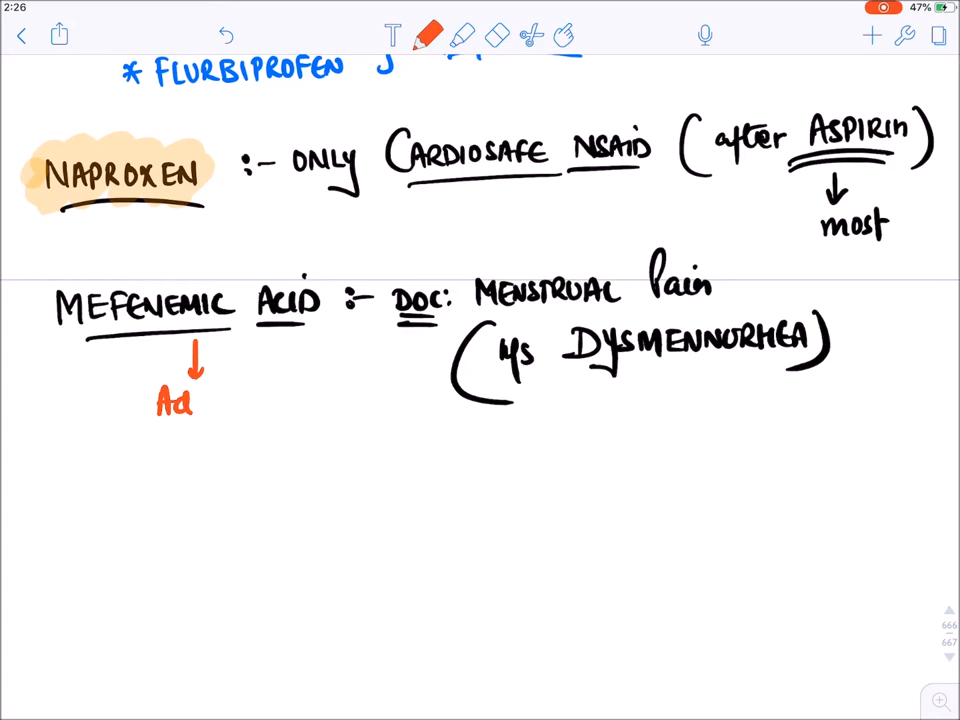 2:26
47%
* FLURBIPROFEN
NAPROXEN :- ONLY CARDIOSAFE NSAID (after ASPIRIN)
most
MEFENEMIC ACID :- DOC: MENSTRUAL Pain
DYSMENNORHEA)
Ad
666
667